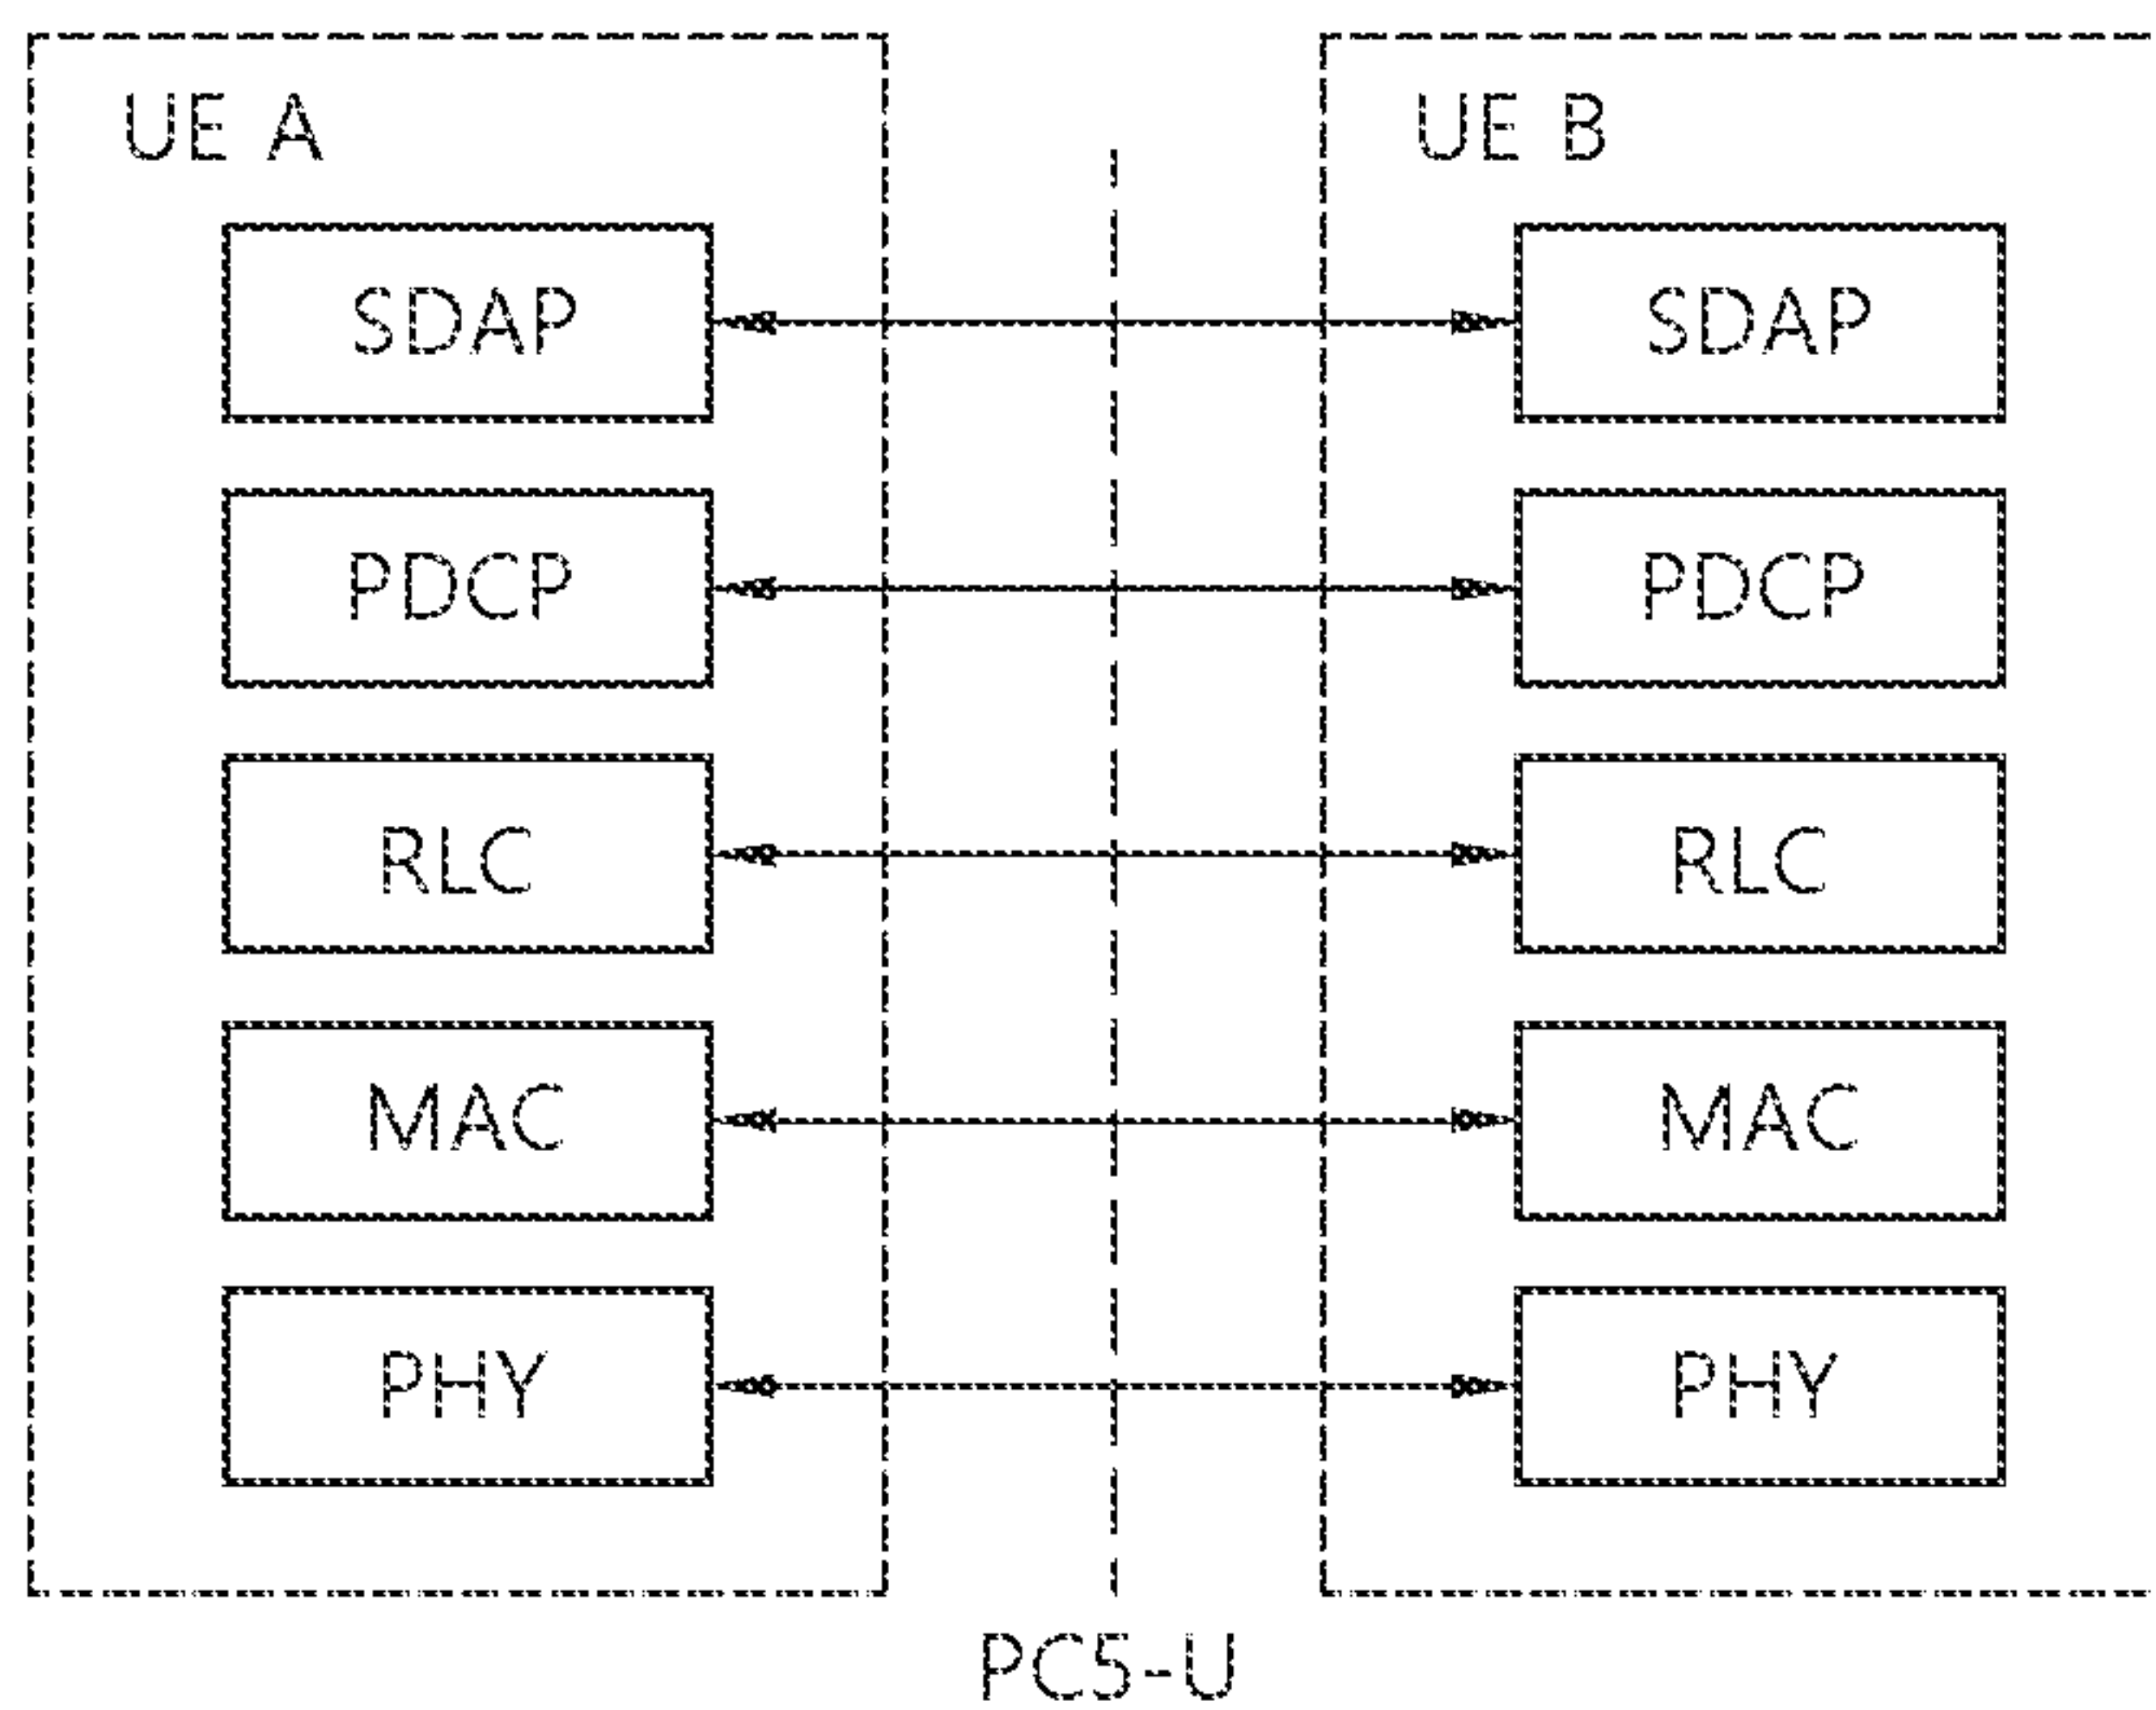 UE A
UE B
SDAP
SDAP
PDCP
PDCP
RLC
RLC
MAC
MAC
PHY
PHY
PC5-U